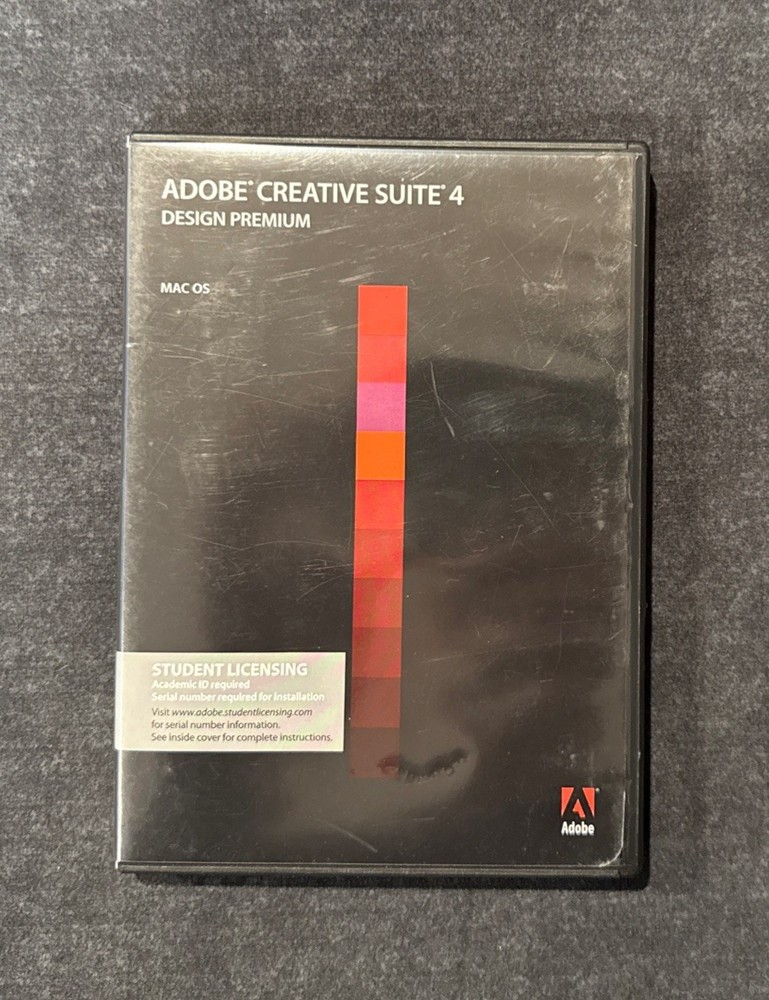 ADOBE® CREATIVE SUITE® 4
DESIGN PREMIUM
MAC OS
STUDENT LICENSING
Academic ID required
Serial number required for installation
Visit www.adobe.studentlicensing.com
for serial number information.
See inside cover for complete instructions.
Adobe